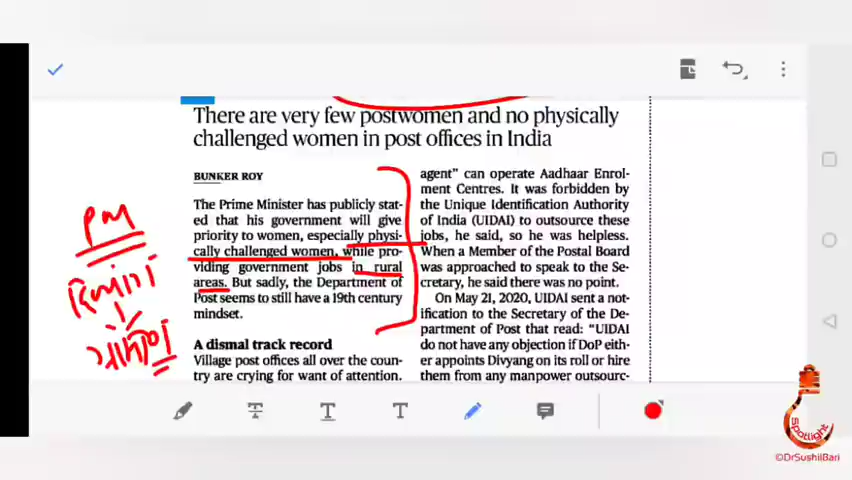 There are very few postwomen and no physically
challenged women in post offices in India
BUNKER ROY
The Prime Minister has publicly stat-
ed that his government will give
priority to women, especially physi-
cally challenged women, while pro-
viding government jobs in rural
areas. But sadly, the Department of
Post seems to still have a 19th century
mindset.
A dismal track record
Village post offices all over the coun-
try are crying for want of attention.
agent” can operate Aadhaar Enrol-
ment Centres. It was forbidden by
the Unique Identification Authority
of India (UIDAI) to outsource these
jobs, he said, so he was helpless.
When a Member of the Postal Board
was approached to speak to the Se-
cretary, he said there was no point.
On May 21, 2020, UIDAI sent a not-
ification to the Secretary of the De-
partment of Post that read: “UIDAI
do not have any objection if DoP eith-
er appoints Divyang on its roll or hire
them from any manpower outsourc-
PM
Spotlight
©DrSushilBari